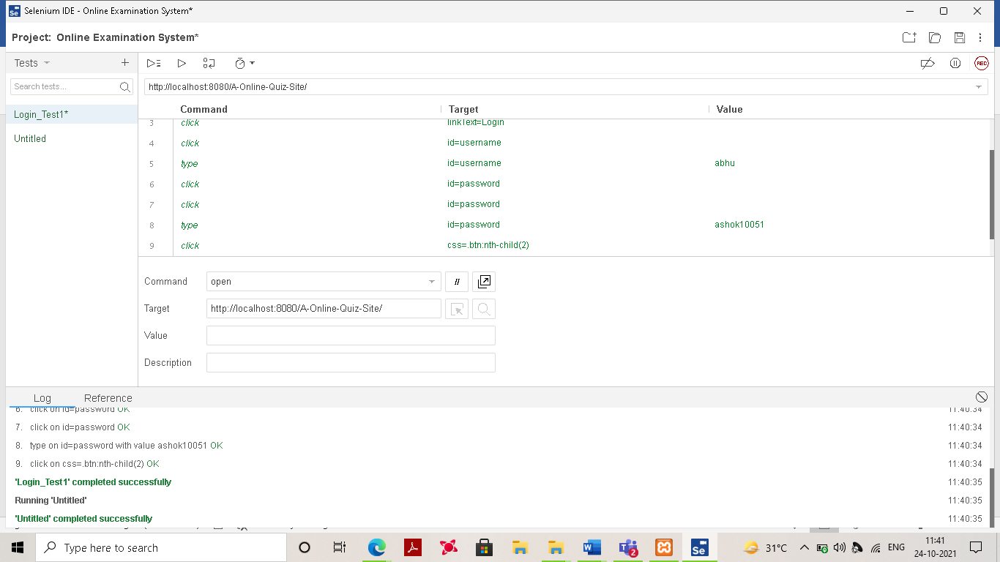 Selenium IDE - Online Examination System*
Project: Online Examination System*
Tests
Search tests...
Login_Test1*
Untitled
REC
http://localhost:8080/A-Online-Quiz-Site/
Command Target Value
3 click linkText=Login
4 click id=username
5 type id=username abhu
6 click id=password
7 click id=password
8 type id=password ashok10051
9 click css=.btn:nth-child(2)
Command open //
Target http://localhost:8080/A-Online-Quiz-Site/
Value
Description
Log Reference
6. click on id=password OK 11:40:34
7. click on id=password OK 11:40:34
8. type on id=password with value ashok10051 OK 11:40:34
9. click on css=.btn:nth-child(2) OK 11:40:34
'Login_Test1' completed successfully 11:40:35
Running 'Untitled' 11:40:35
'Untitled' completed successfully 11:40:35
Type here to search
W
2
Se
31°C
ENG
11:41
24-10-2021